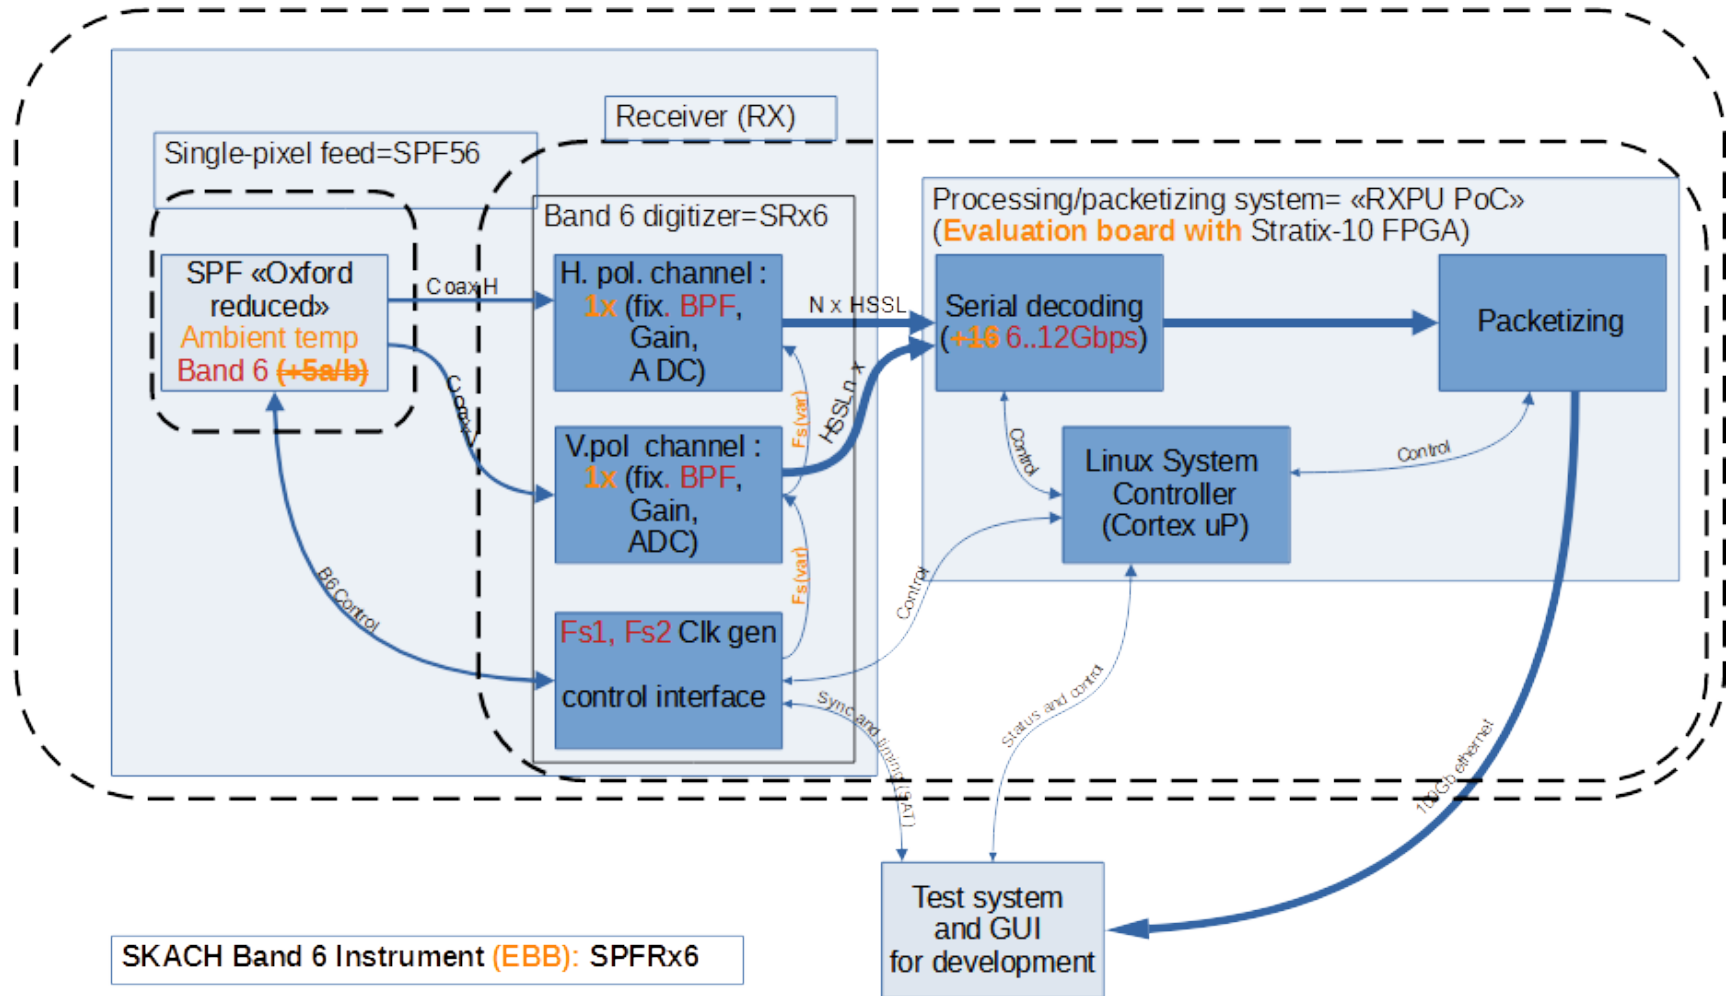 Receiver (RX)
Single-pixel feed=SPF56
SPF «Oxford
reduced»
Ambient temp
Band 6 (+5a/b)
Coax H
Coax V
B6 Control
Band 6 digitizer=SRx6
H. pol. channel :
1x (fix. BPF,
Gain,
A DC)
V.pol channel :
1x (fix. BPF,
Gain,
ADC)
Fs1, Fs2 Clk gen
control interface
Fs(var)
Fs(var)
N x HSSL
HSSL n x
Processing/packetizing system= «RXPU PoC»
(Evaluation board with Stratix-10 FPGA)
Serial decoding
(+16 6..12Gbps)
Packetizing
Control
Control
Linux System
Controller
(Cortex uP)
Control
Sync and timing (SAT)
Status and control
100Gb ethernet
Test system
and GUI
for development
SKACH Band 6 Instrument (EBB): SPFRx6